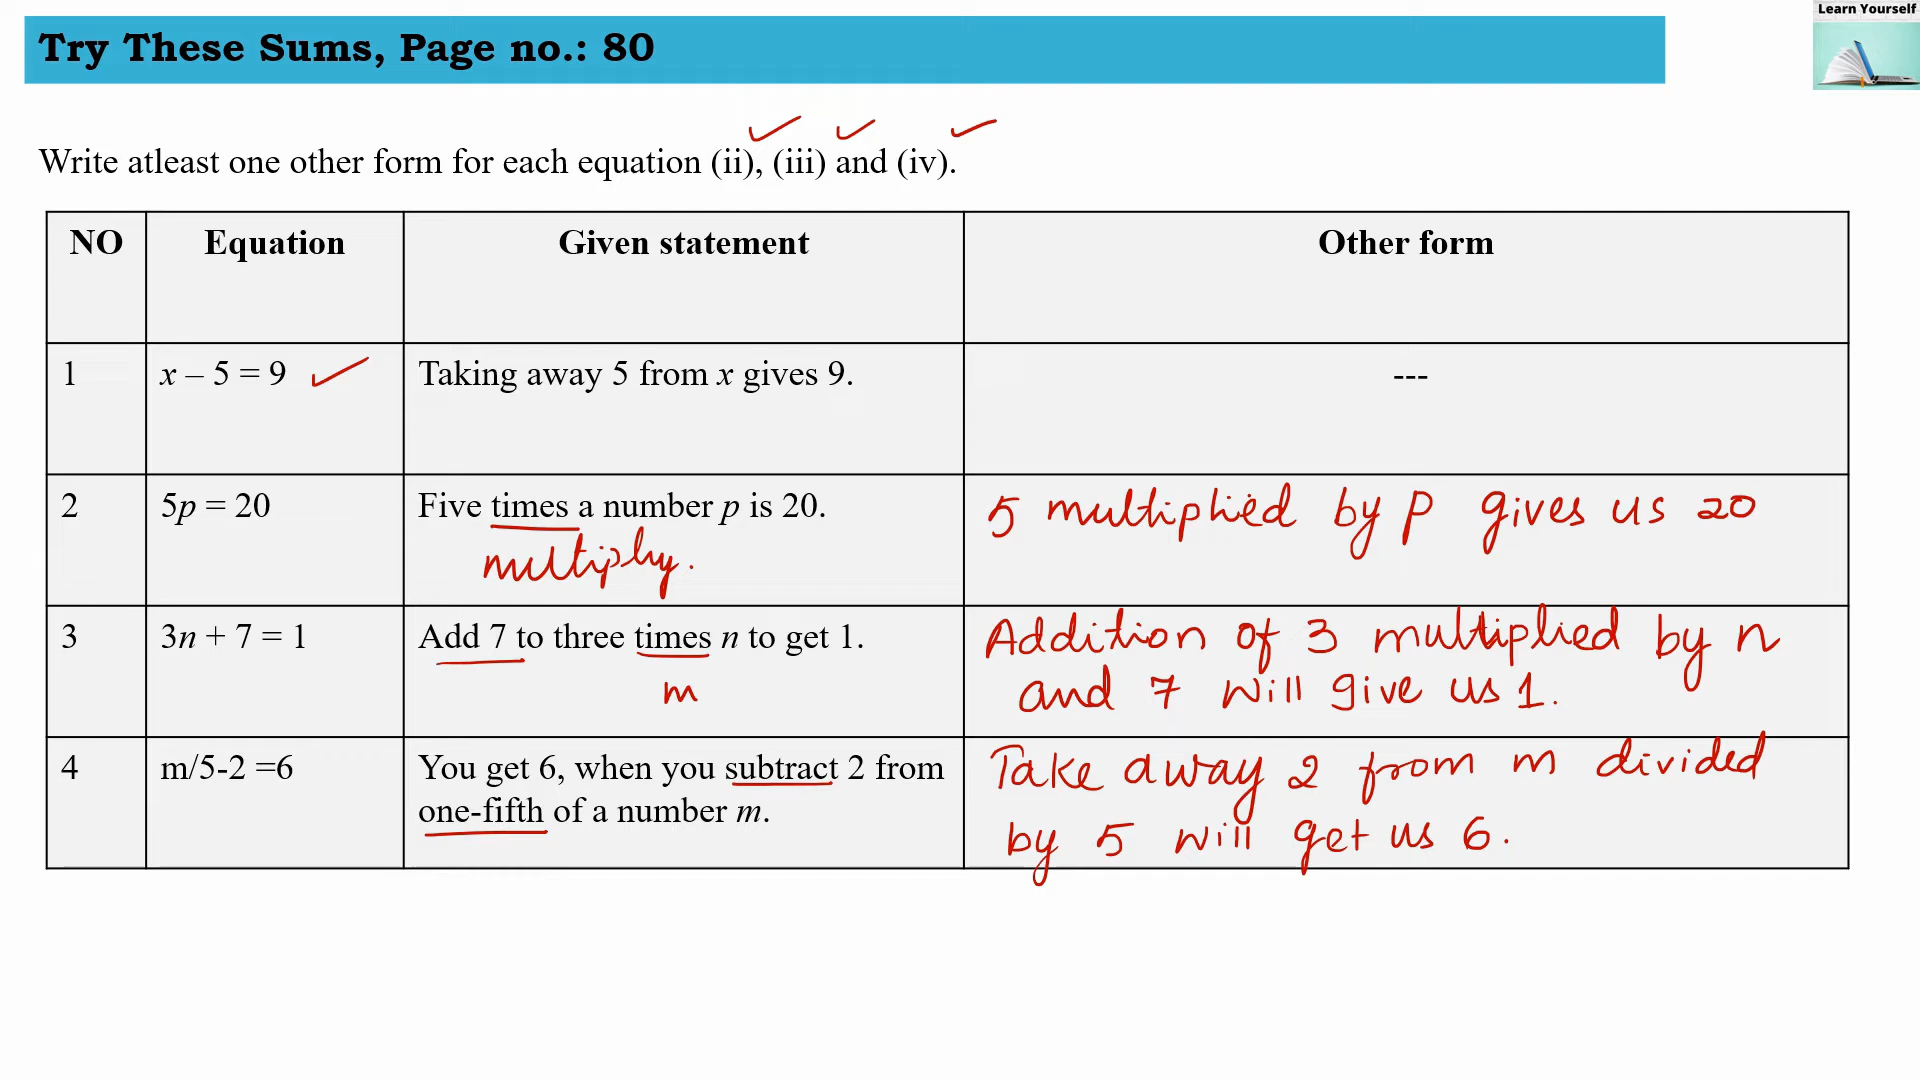 Try These Sums, Page no.: 80
Learn Yourself
Write atleast one other form for each equation (ii), (iii) and (iv).
NO Equation Given statement Other form
1 x – 5 = 9 Taking away 5 from x gives 9. ---
2 5p = 20 Five times a number p is 20. 5 multiplied by p gives us 20
multiply.
3 3n + 7 = 1 Add 7 to three times n to get 1. Addition of 3 multiplied by n
m and 7 will give us 1.
4 m/5-2 =6 You get 6, when you subtract 2 from Take away 2 from m divided
one-fifth of a number m. by 5 will get us 6.